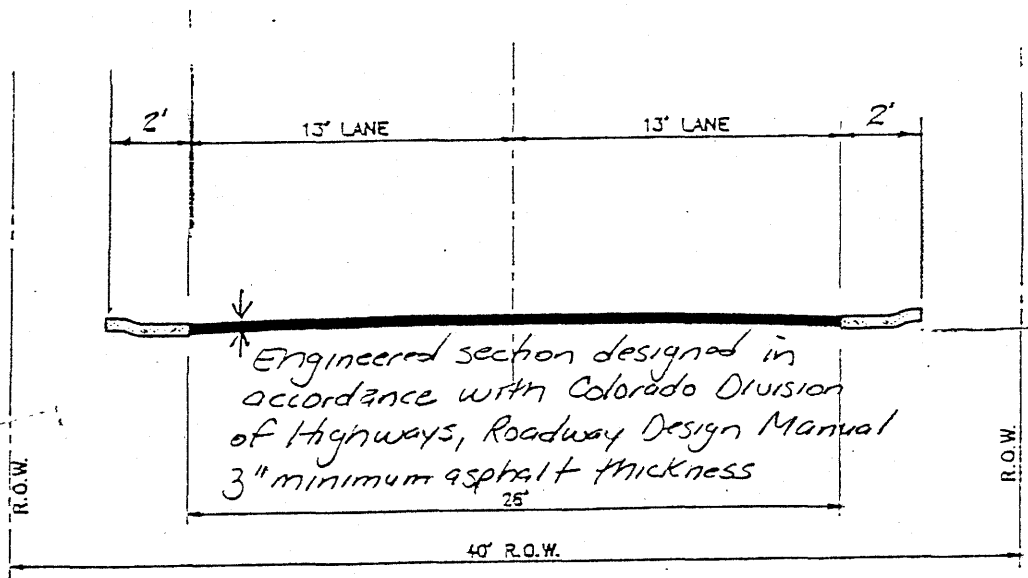 2'
13' LANE
13' LANE
2'
Engineered section designed in
accordance with Colorado Division
of Highways, Roadway Design Manual
3" minimum asphalt thickness
R.O.W.
R.O.W.
26'
40' R.O.W.